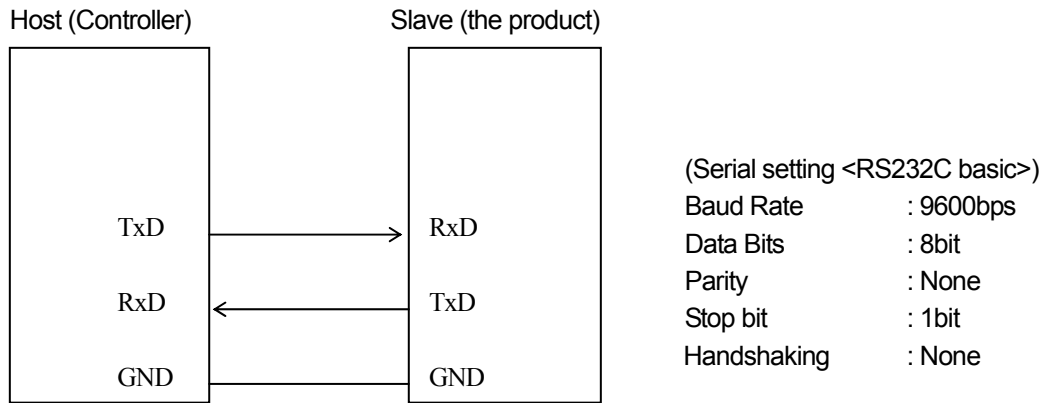 Host (Controller)
Slave (the product)
TxD
RxD
RxD
TxD
GND
GND
(Serial setting <RS232C basic>)
Baud Rate : 9600bps
Data Bits : 8bit
Parity : None
Stop bit : 1bit
Handshaking : None